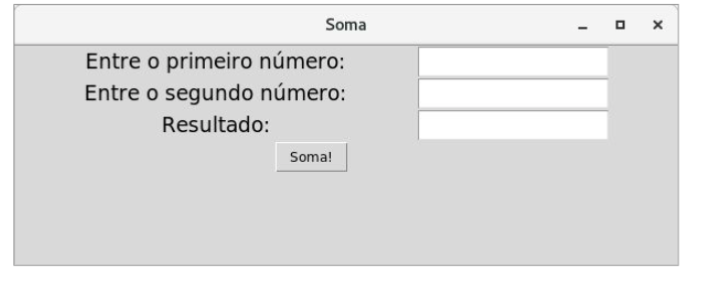 Soma
Entre o primeiro número:
Entre o segundo número:
Resultado:
Soma!